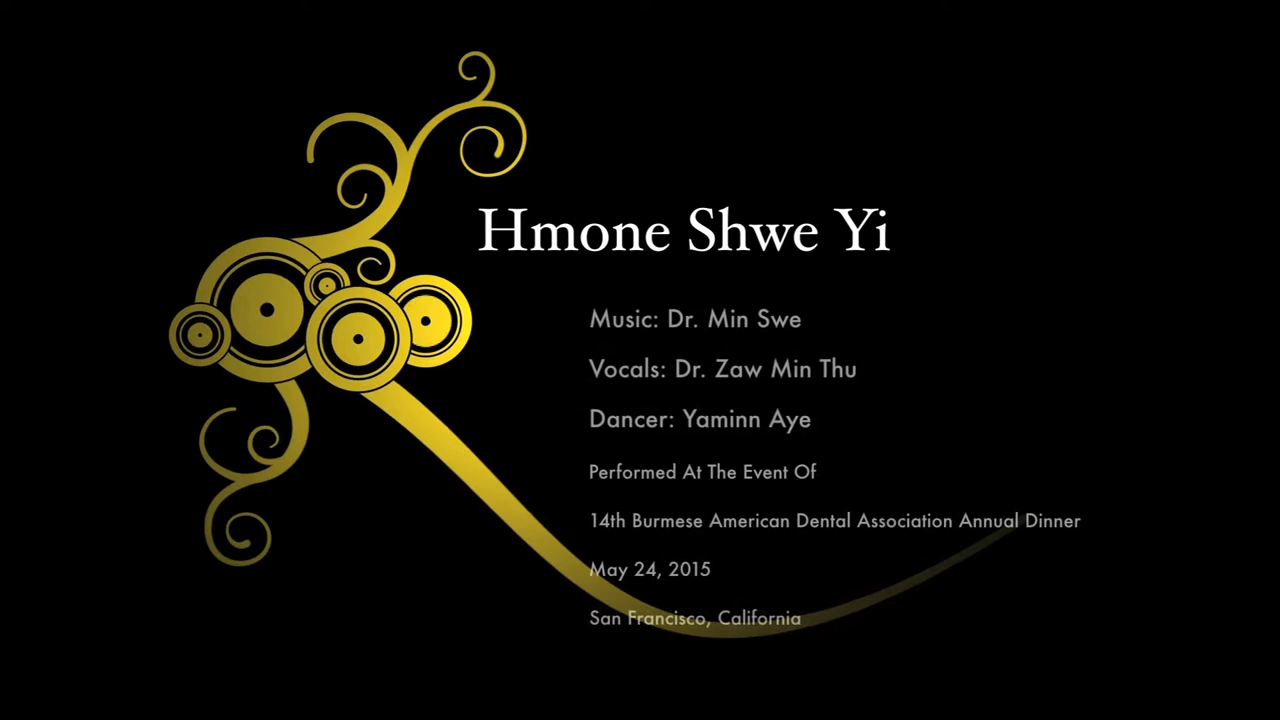 Hmone Shwe Yi
Music: Dr. Min Swe
Vocals: Dr. Zaw Min Thu
Dancer: Yaminn Aye
Performed At The Event Of
14th Burmese American Dental Association Annual Dinner
May 24, 2015
San Francisco, California